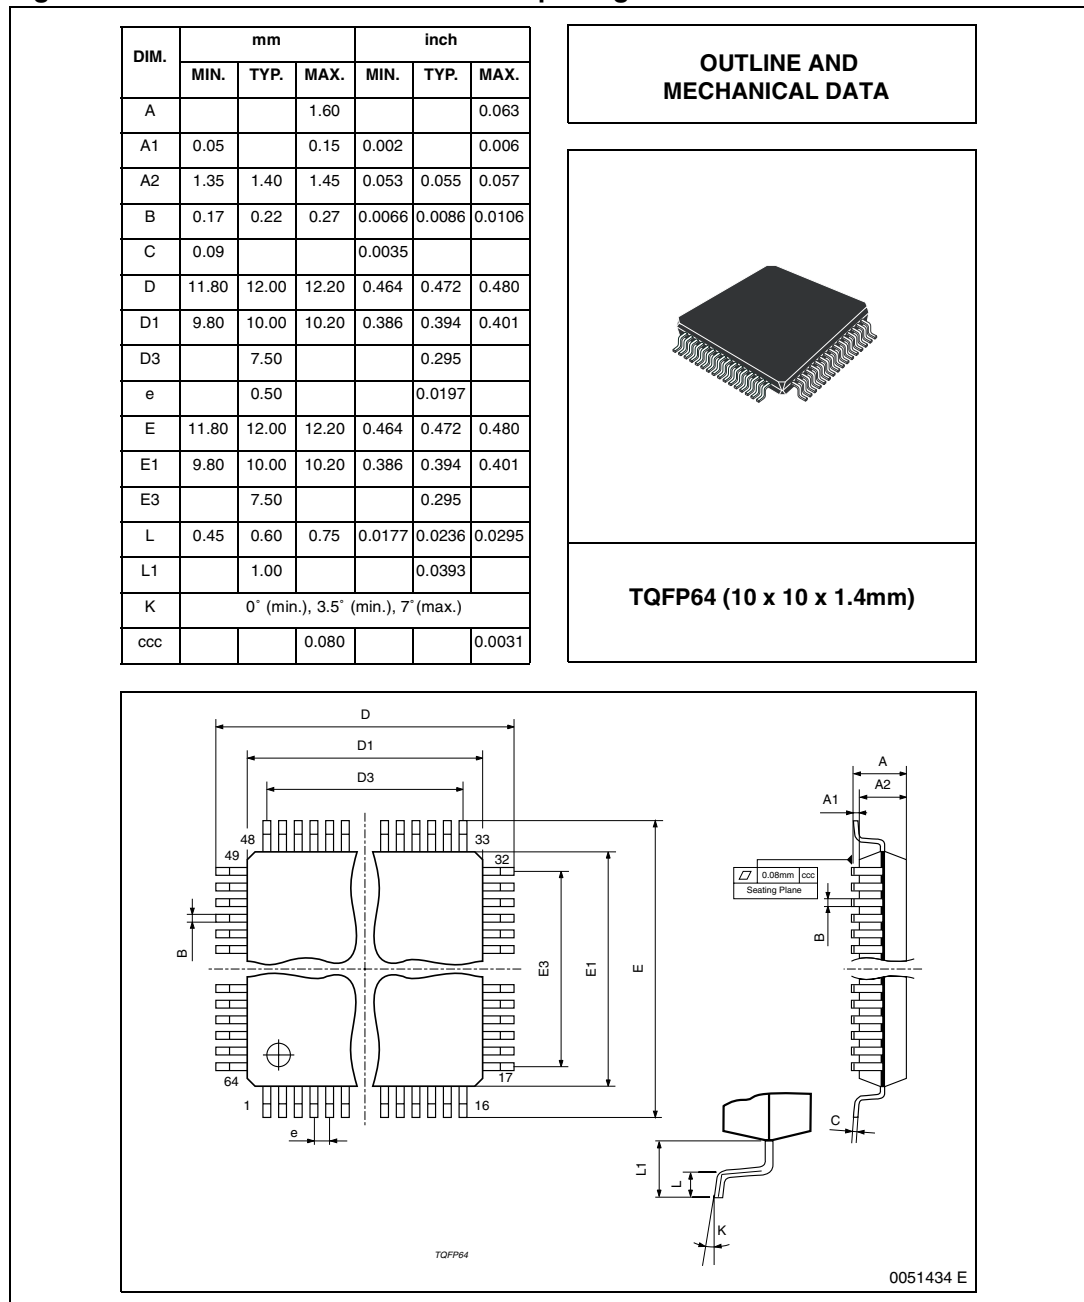 DIM. mm inch
MIN. TYP. MAX. MIN. TYP. MAX.
A 1.60 0.063
A1 0.05 0.15 0.002 0.006
A2 1.35 1.40 1.45 0.053 0.055 0.057
B 0.17 0.22 0.27 0.0066 0.0086 0.0106
C 0.09 0.0035
D 11.80 12.00 12.20 0.464 0.472 0.480
D1 9.80 10.00 10.20 0.386 0.394 0.401
D3 7.50 0.295
e 0.50 0.0197
E 11.80 12.00 12.20 0.464 0.472 0.480
E1 9.80 10.00 10.20 0.386 0.394 0.401
E3 7.50 0.295
L 0.45 0.60 0.75 0.0177 0.0236 0.0295
L1 1.00 0.0393
K 0˚ (min.), 3.5˚ (min.), 7˚(max.)
ccc 0.080 0.0031
OUTLINE AND
MECHANICAL DATA
TQFP64 (10 x 10 x 1.4mm)
D
D1
D3
A
A2
A1
48 33
49 32
0.08mm ccc
Seating Plane
B
E3
E1
E
B
64 17
1 16
e
C
L1
L
K
TQFP64
0051434 E